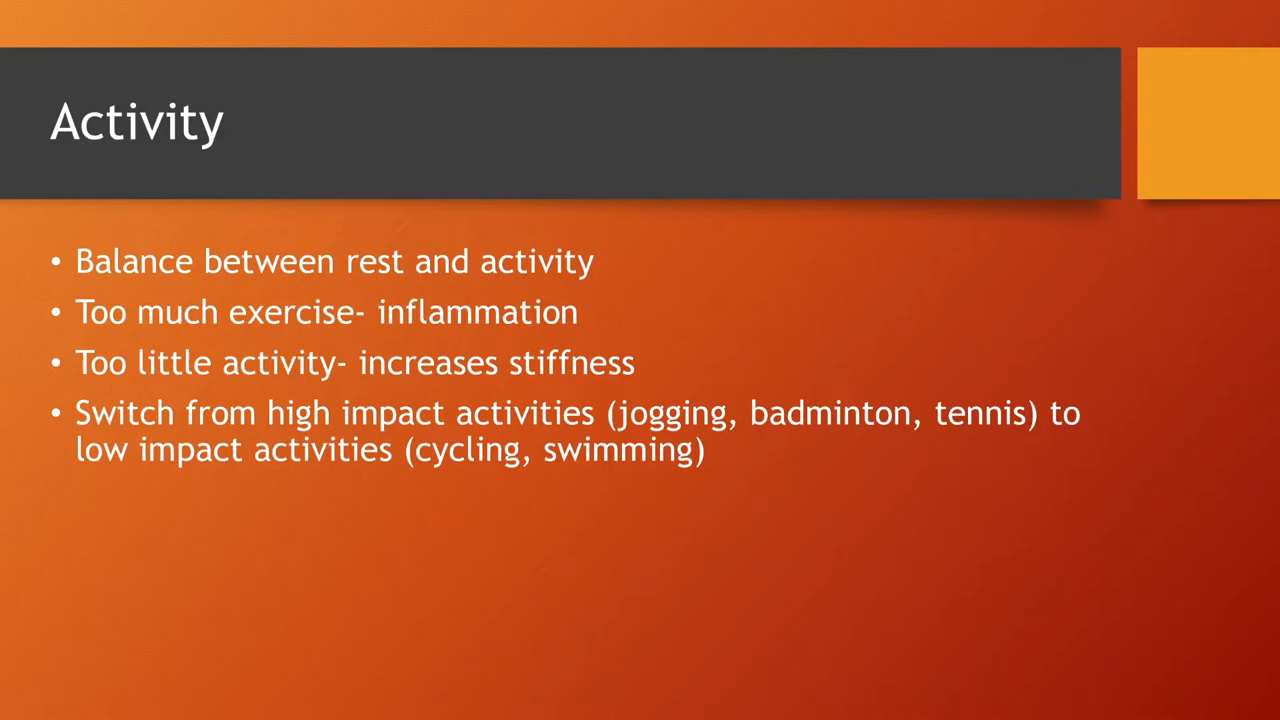 Activity
• Balance between rest and activity
• Too much exercise- inflammation
• Too little activity- increases stiffness
• Switch from high impact activities (jogging, badminton, tennis) to
low impact activities (cycling, swimming)